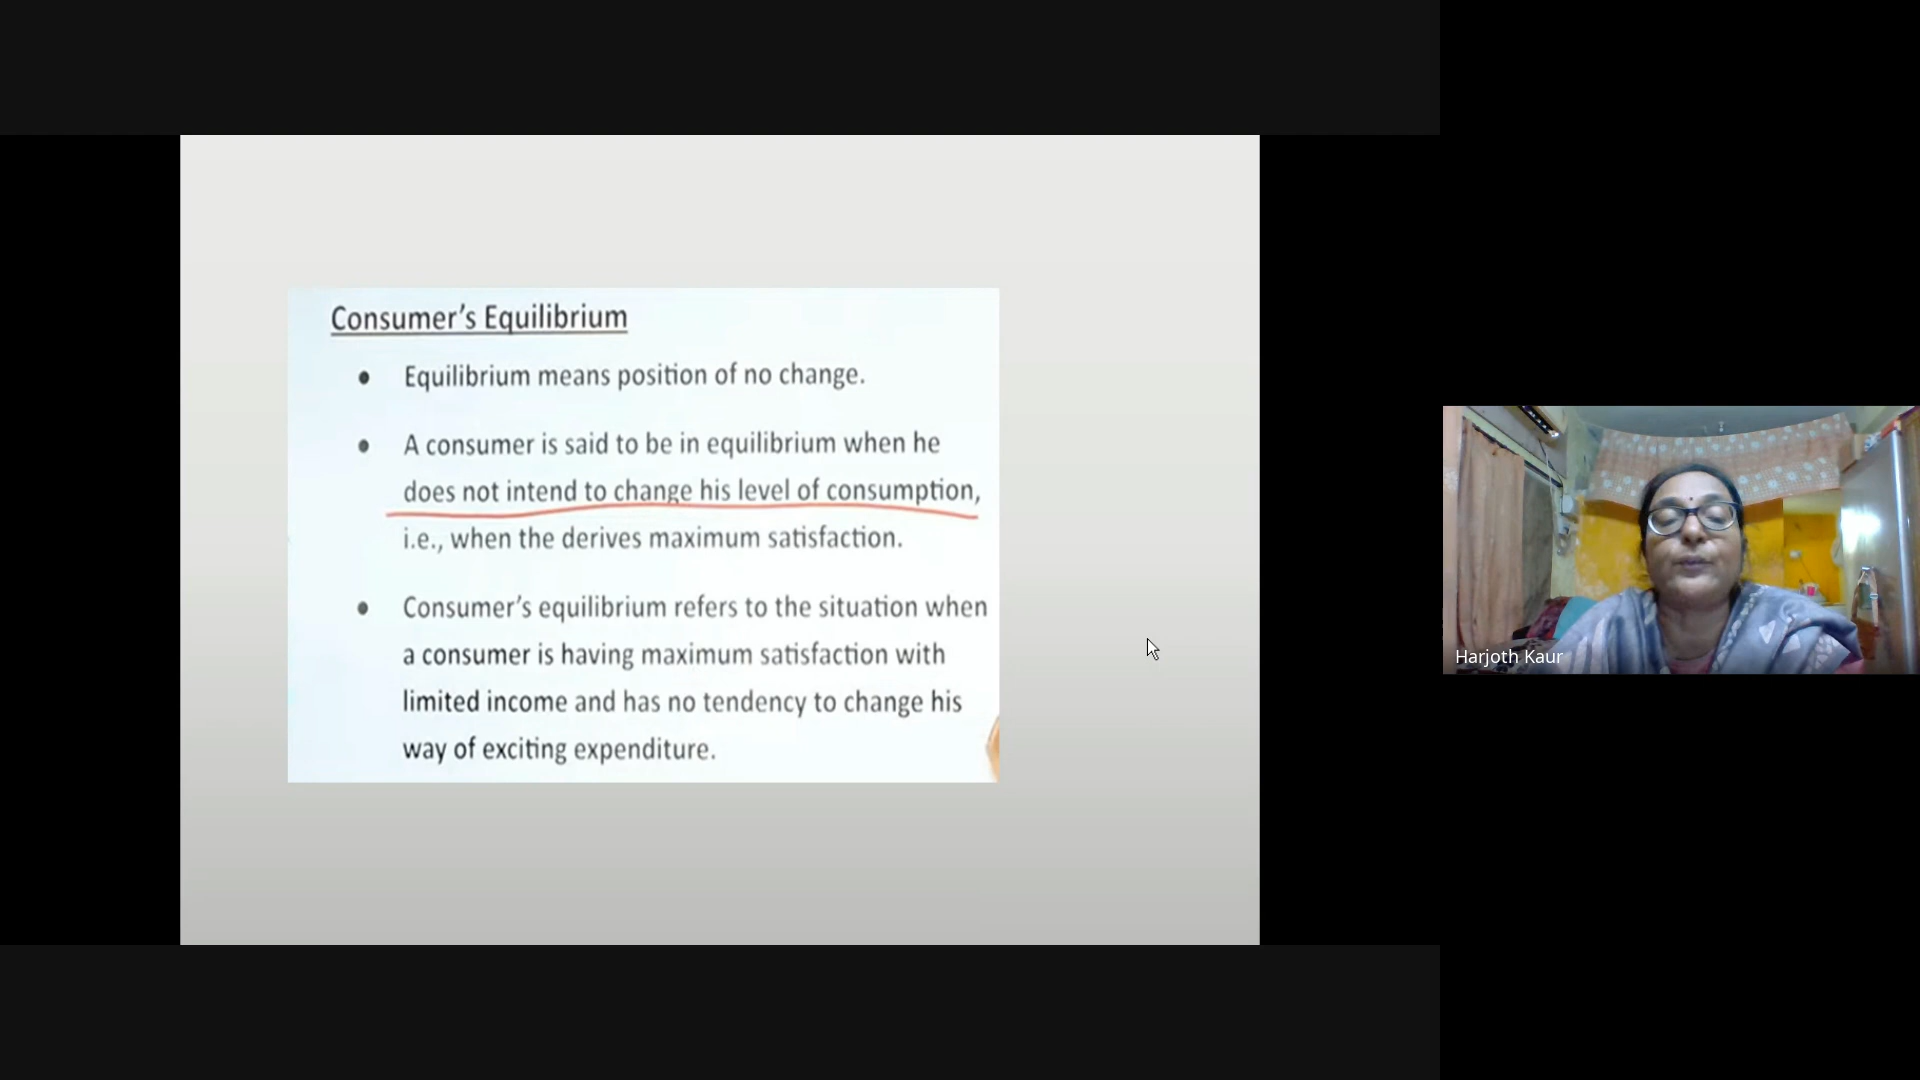 Consumer’s Equilibrium
● Equilibrium means position of no change.
● A consumer is said to be in equilibrium when he
does not intend to change his level of consumption,
i.e., when the derives maximum satisfaction.
● Consumer’s equilibrium refers to the situation when
a consumer is having maximum satisfaction with
limited income and has no tendency to change his
way of exciting expenditure.
Harjoth Kaur